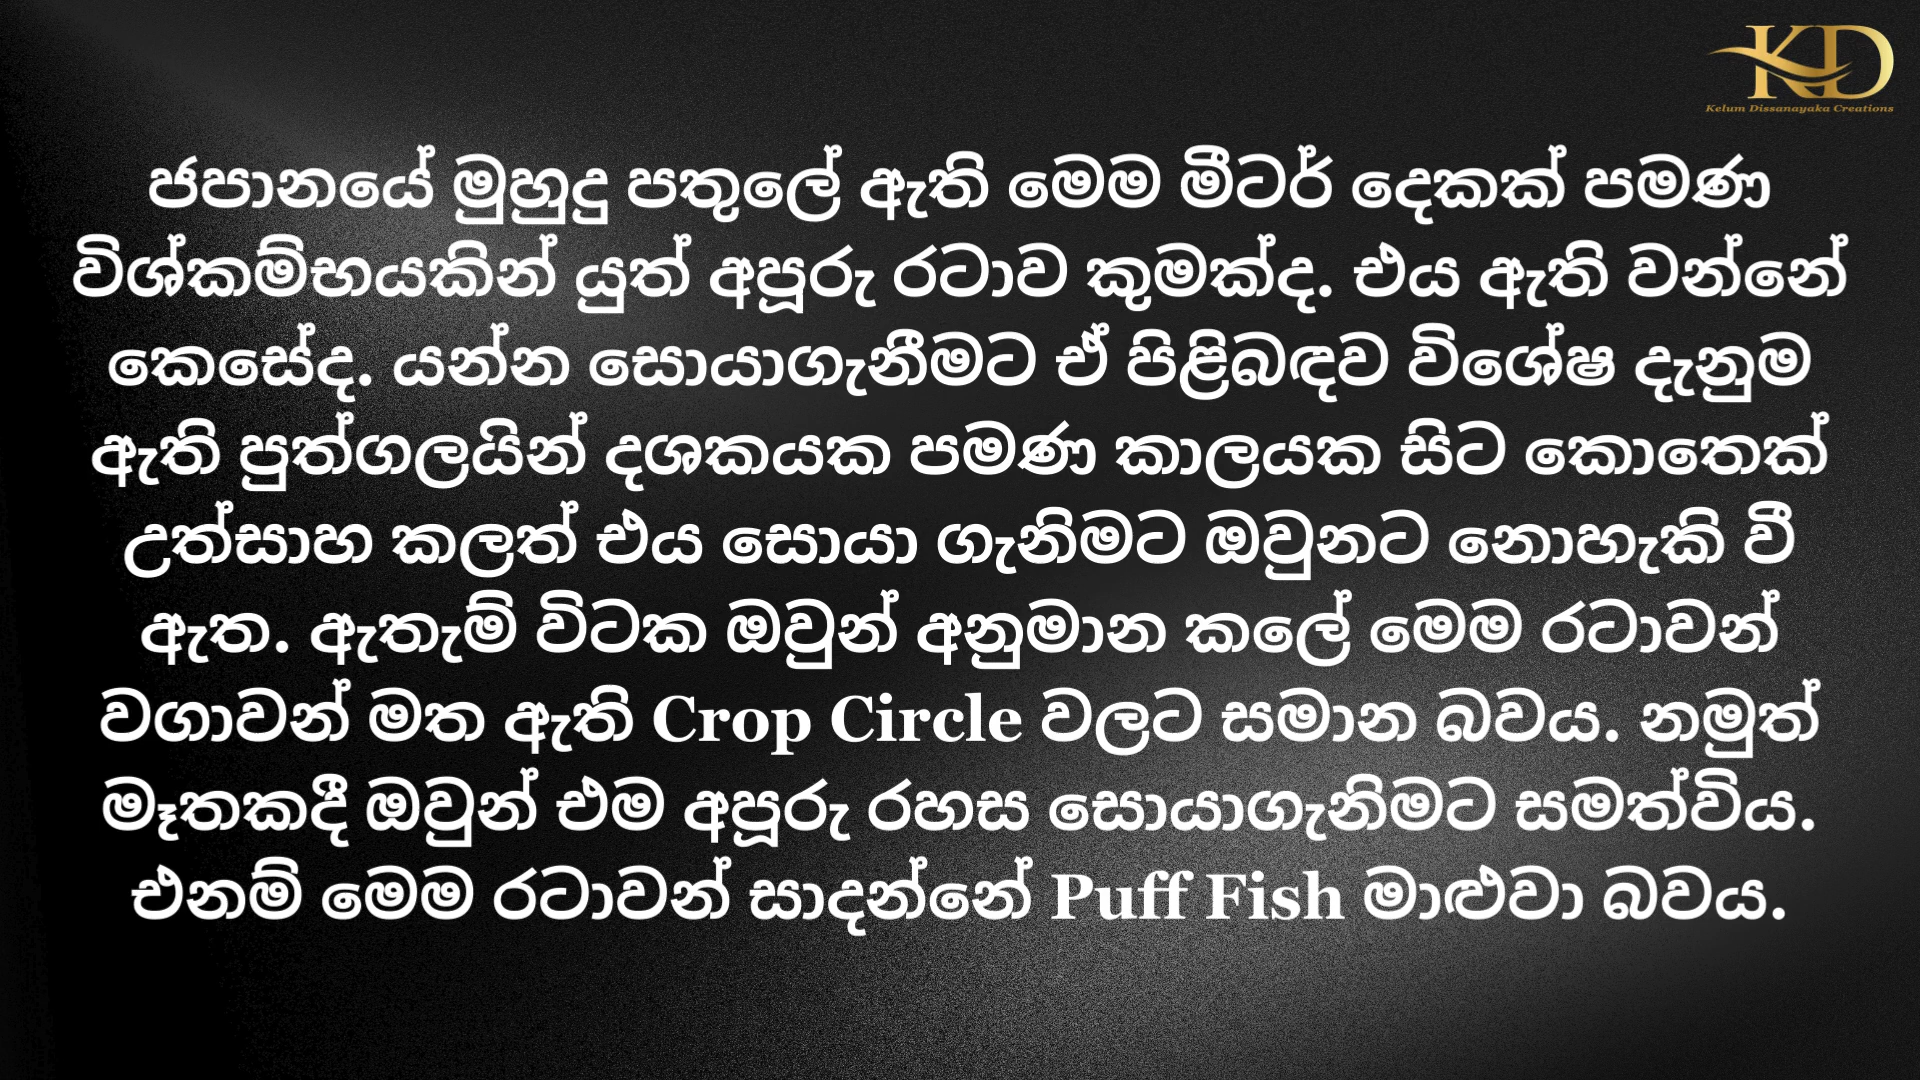 KD
Kelum Dissanayaka Creations
ජපානයේ මුහුදු පතුලේ ඇති මෙම මීටර් දෙකක් පමණ
විශ්කම්භයකින් යුත් අපූරු රටාව කුමක්ද. එය ඇති වන්නේ
කෙසේද. යන්න සොයාගැනීමට ඒ පිළිබඳව විශේෂ දැනුම
ඇති පුත්ගලයින් දශකයක පමණ කාලයක සිට කොතෙක්
උත්සාහ කලත් එය සොයා ගැනිමට ඔවුනට නොහැකි වී
ඇත. ඇතැම් විටක ඔවුන් අනුමාන කලේ මෙම රටාවන්
වගාවන් මත ඇති Crop Circle වලට සමාන බවය. නමුත්
මෑතකදී ඔවුන් එම අපූරු රහස සොයාගැනිමට සමත්විය.
එනම් මෙම රටාවන් සාදන්නේ Puff Fish මාළුවා බවය.